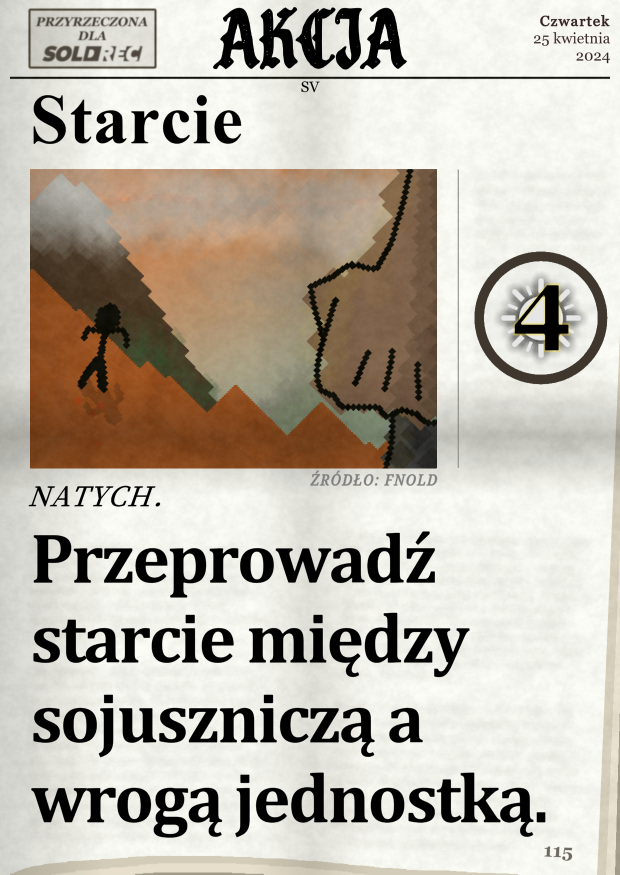 PRZYRZECZONA
DLA
SOLDREC
AKCJA
Czwartek
25 kwietnia
2024
SV
Starcie
4
ŹRÓDŁO: FNOLD
NATYCH.
Przeprowadź
starcie między
sojuszniczą a
wrogą jednostką.
115